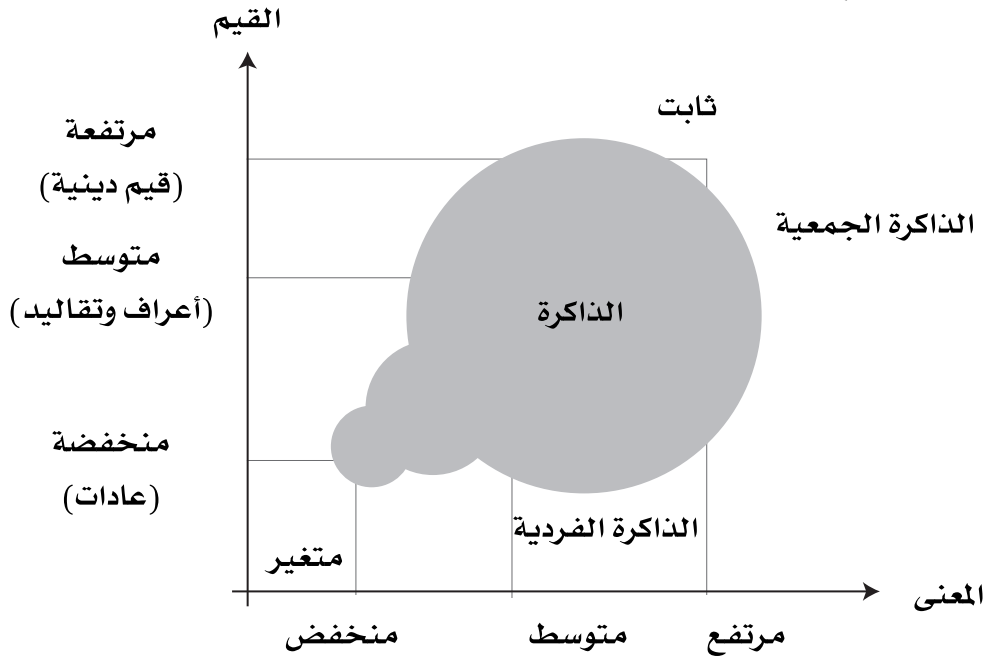 القيم
ثابت
مرتفعة
(قيم دينية)
الذاكرة الجمعية
متوسط
(أعراف وتقاليد)
الذاكرة
منخفضة
(عادات)
الذاكرة الفردية
متغير
المعنى
مرتفع
متوسط
منخفض